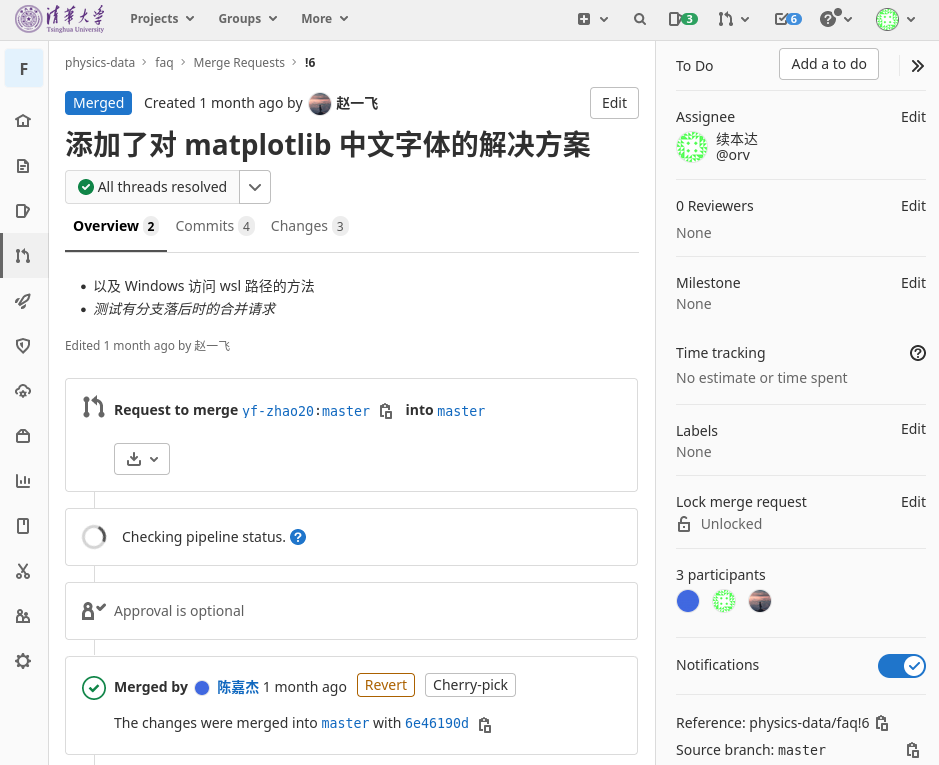 清华大学
Tsinghua University
Projects Groups More 3 6
F
physics-data › faq › Merge Requests › !6
Merged Created 1 month ago by 赵一飞 Edit
添加了对 matplotlib 中文字体的解决方案
All threads resolved
Overview 2 Commits 4 Changes 3
• 以及 Windows 访问 wsl 路径的方法
• 测试有分支落后时的合并请求
Edited 1 month ago by 赵一飞
Request to merge yf-zhao20:master into master
Checking pipeline status. ?
Approval is optional
Merged by 陈嘉杰 1 month ago Revert Cherry-pick
The changes were merged into master with 6e46190d
To Do Add a to do
Assignee Edit
续本达
@orv
0 Reviewers Edit
None
Milestone Edit
None
Time tracking ?
No estimate or time spent
Labels Edit
None
Lock merge request Edit
Unlocked
3 participants
Notifications
Reference: physics-data/faq!6
Source branch: master